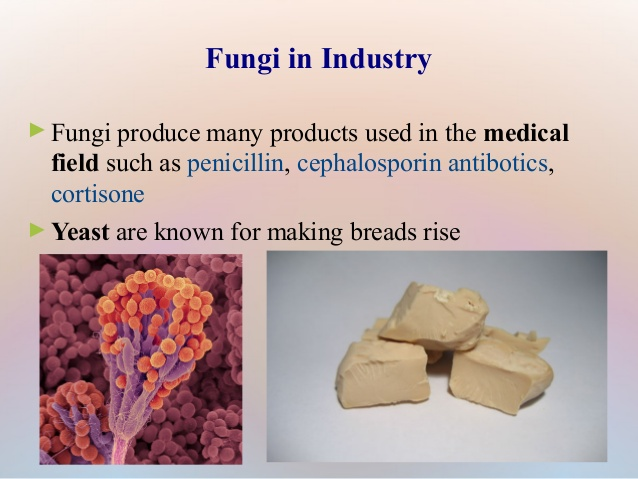 Fungi in Industry
Fungi produce many products used in the medical
field such as penicillin, cephalosporin antibotics,
cortisone
Yeast are known for making breads rise